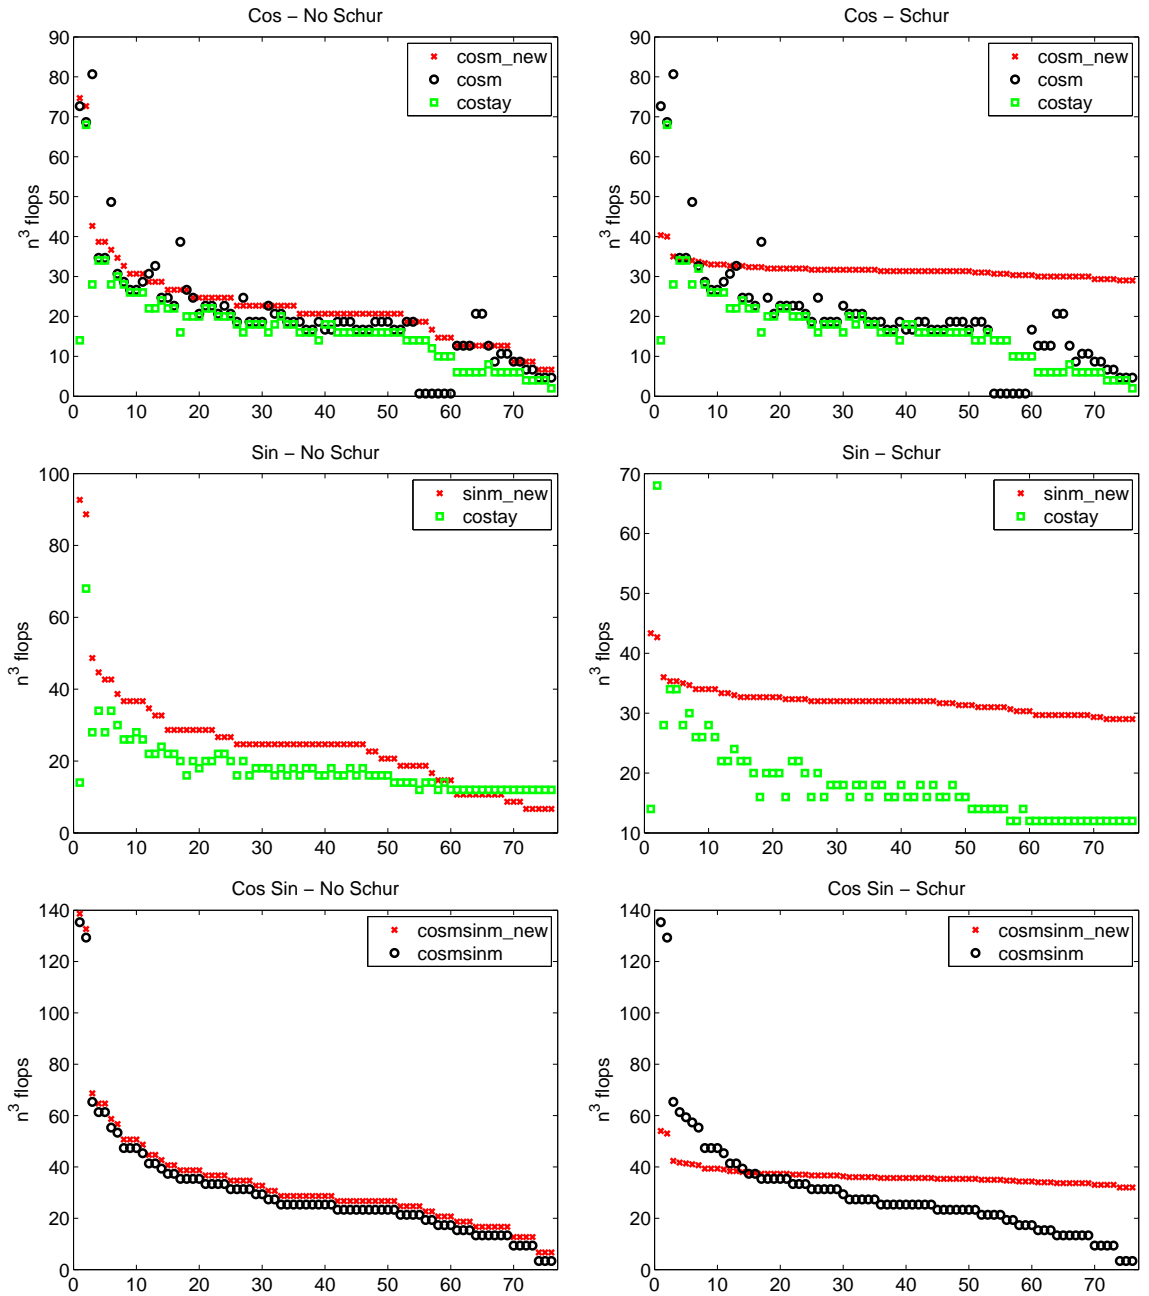 Cos − No Schur
90
80
70
60
50
40
30
20
10
0
n³ flops
cosm_new
cosm
costay
0 10 20 30 40 50 60 70
Cos − Schur
90
80
70
60
50
40
30
20
10
0
n³ flops
cosm_new
cosm
costay
0 10 20 30 40 50 60 70
Sin − No Schur
100
80
60
40
20
0
n³ flops
sinm_new
costay
0 10 20 30 40 50 60 70
Sin − Schur
70
60
50
40
30
20
10
n³ flops
sinm_new
costay
0 10 20 30 40 50 60 70
Cos Sin − No Schur
140
120
100
80
60
40
20
0
n³ flops
cosmsinm_new
cosmsinm
0 10 20 30 40 50 60 70
Cos Sin − Schur
140
120
100
80
60
40
20
0
n³ flops
cosmsinm_new
cosmsinm
0 10 20 30 40 50 60 70